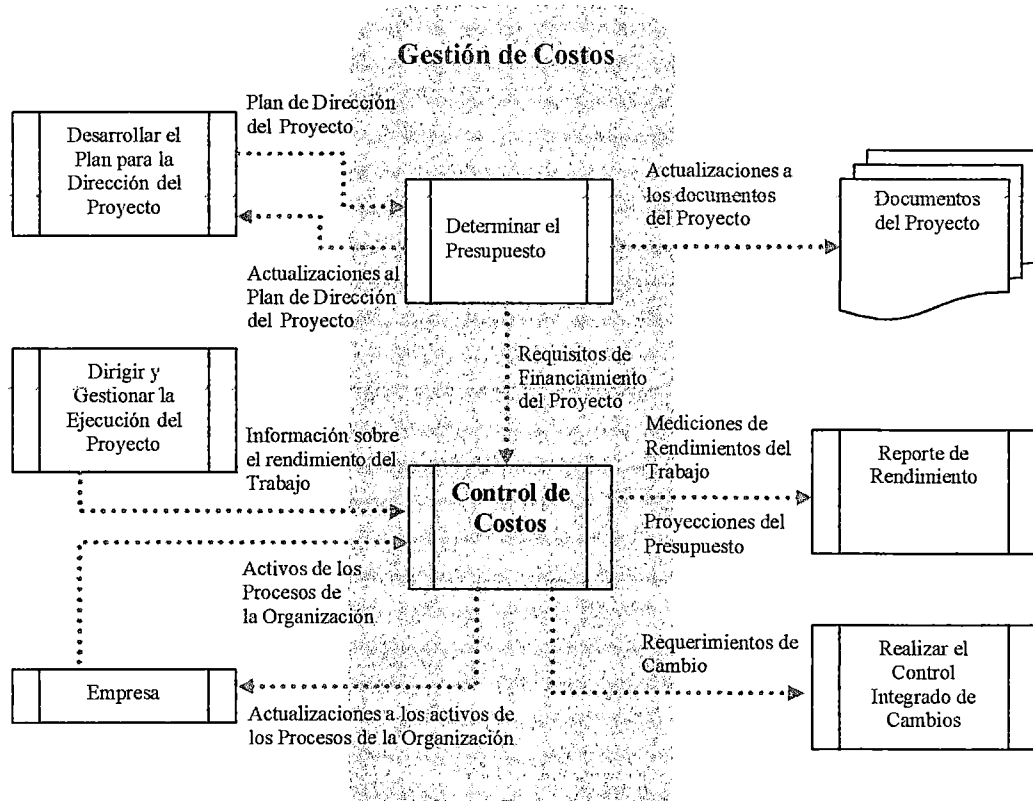 Gestión de Costos
Plan de Dirección
del Proyecto
Desarrollar el
Plan para la
Dirección del
Proyecto
Determinar el
Presupuesto
Actualizaciones a
los documentos
del Proyecto
Documentos
del Proyecto
Actualizaciones al
Plan de Dirección
del Proyecto
Requisitos de
Financiamiento
del Proyecto
Dirigir y
Gestionar la
Ejecución del
Proyecto
Información sobre
el rendimiento del
Trabajo
Control de
Costos
Mediciones de
Rendimientos del
Trabajo
Proyecciones del
Presupuesto
Reporte de
Rendimiento
Activos de los
Procesos de
la Organización
Requerimientos de
Cambio
Realizar el
Control
Integrado de
Cambios
Empresa
Actualizaciones a los activos de
los Procesos de la Organización